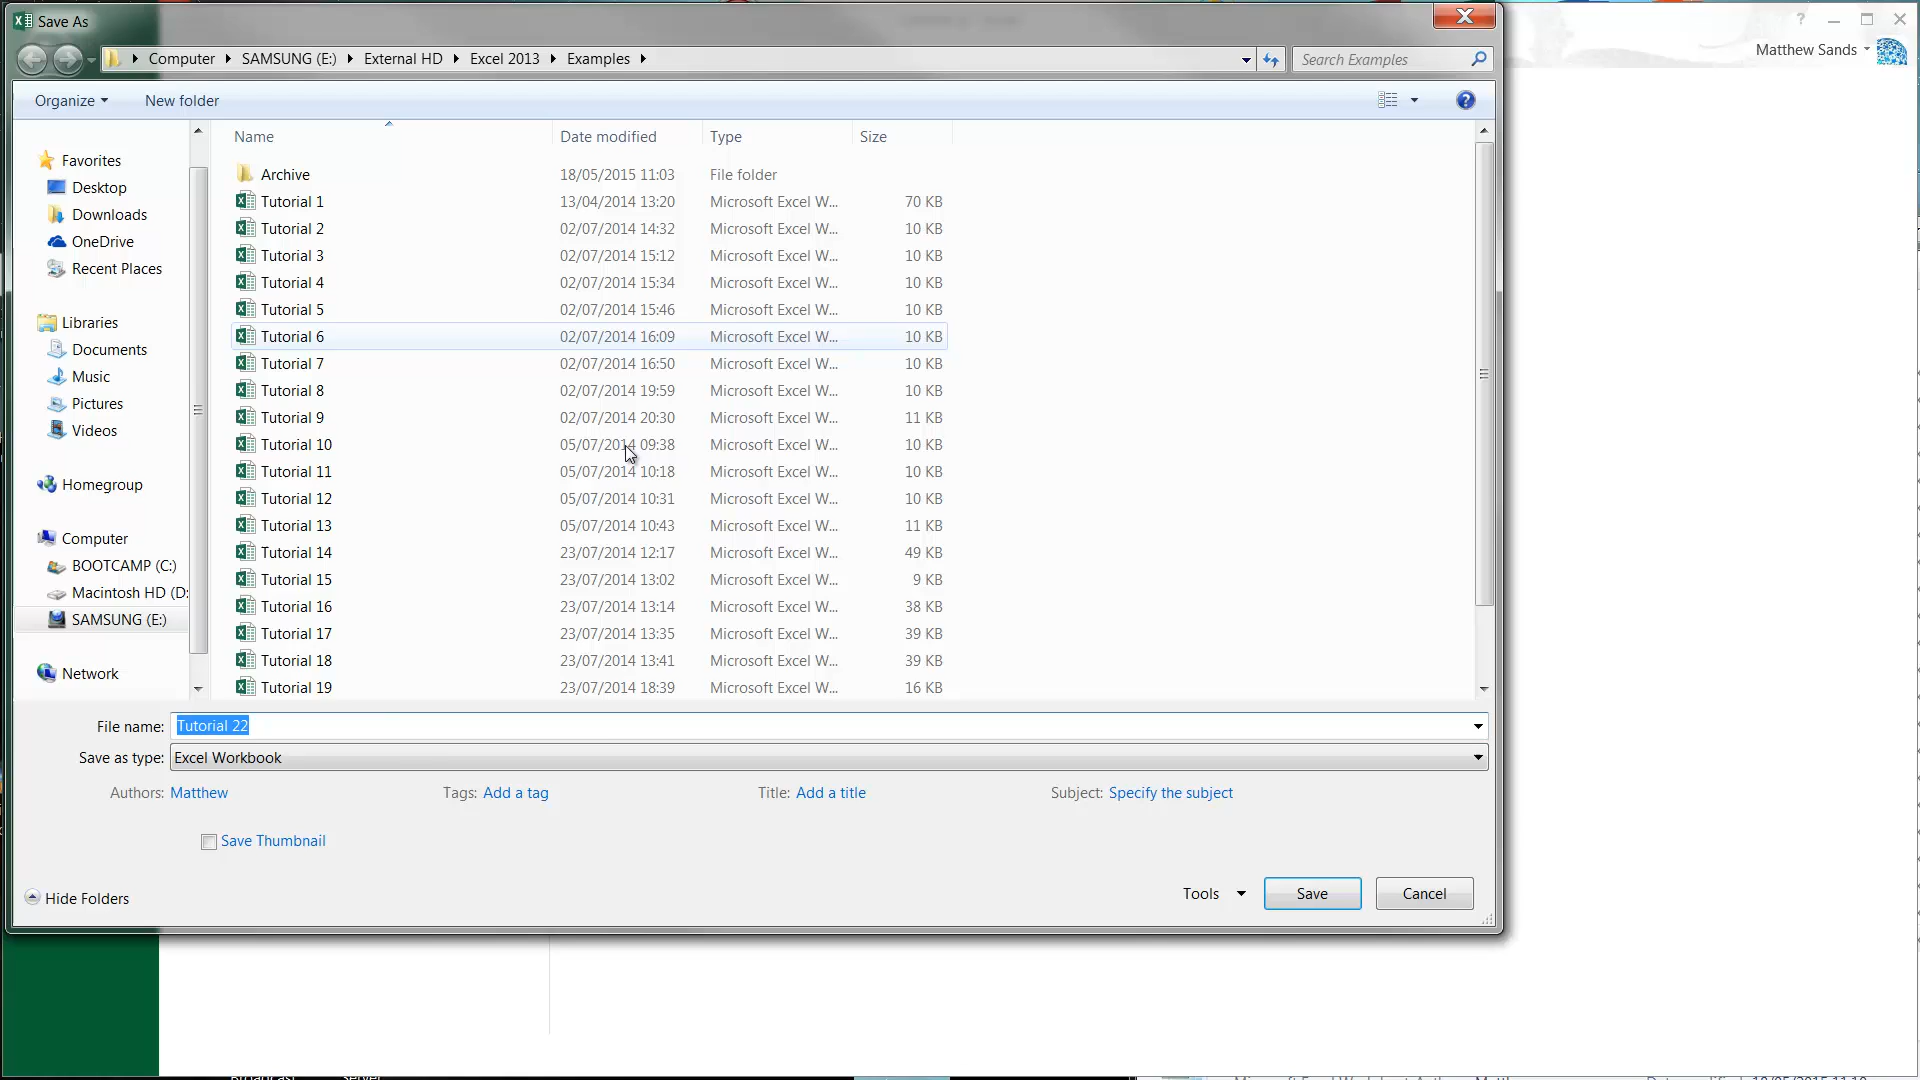 Save As
Computer SAMSUNG (E:) External HD Excel 2013 Examples
Search Examples
Matthew Sands
Organize New folder
Name Date modified Type Size
Favorites
Desktop
Downloads
OneDrive
Recent Places
Libraries
Documents
Music
Pictures
Videos
Homegroup
Computer
BOOTCAMP (C:)
Macintosh HD (D:
SAMSUNG (E:)
Network
Archive 18/05/2015 11:03 File folder
Tutorial 1 13/04/2014 13:20 Microsoft Excel W... 70 KB
Tutorial 2 02/07/2014 14:32 Microsoft Excel W... 10 KB
Tutorial 3 02/07/2014 15:12 Microsoft Excel W... 10 KB
Tutorial 4 02/07/2014 15:34 Microsoft Excel W... 10 KB
Tutorial 5 02/07/2014 15:46 Microsoft Excel W... 10 KB
Tutorial 6 02/07/2014 16:09 Microsoft Excel W... 10 KB
Tutorial 7 02/07/2014 16:50 Microsoft Excel W... 10 KB
Tutorial 8 02/07/2014 19:59 Microsoft Excel W... 10 KB
Tutorial 9 02/07/2014 20:30 Microsoft Excel W... 11 KB
Tutorial 10 05/07/2014 09:38 Microsoft Excel W... 10 KB
Tutorial 11 05/07/2014 10:18 Microsoft Excel W... 10 KB
Tutorial 12 05/07/2014 10:31 Microsoft Excel W... 10 KB
Tutorial 13 05/07/2014 10:43 Microsoft Excel W... 11 KB
Tutorial 14 23/07/2014 12:17 Microsoft Excel W... 49 KB
Tutorial 15 23/07/2014 13:02 Microsoft Excel W... 9 KB
Tutorial 16 23/07/2014 13:14 Microsoft Excel W... 38 KB
Tutorial 17 23/07/2014 13:35 Microsoft Excel W... 39 KB
Tutorial 18 23/07/2014 13:41 Microsoft Excel W... 39 KB
Tutorial 19 23/07/2014 18:39 Microsoft Excel W... 16 KB
File name: Tutorial 22
Save as type: Excel Workbook
Authors: Matthew Tags: Add a tag Title: Add a title Subject: Specify the subject
Save Thumbnail
Hide Folders Tools Save Cancel